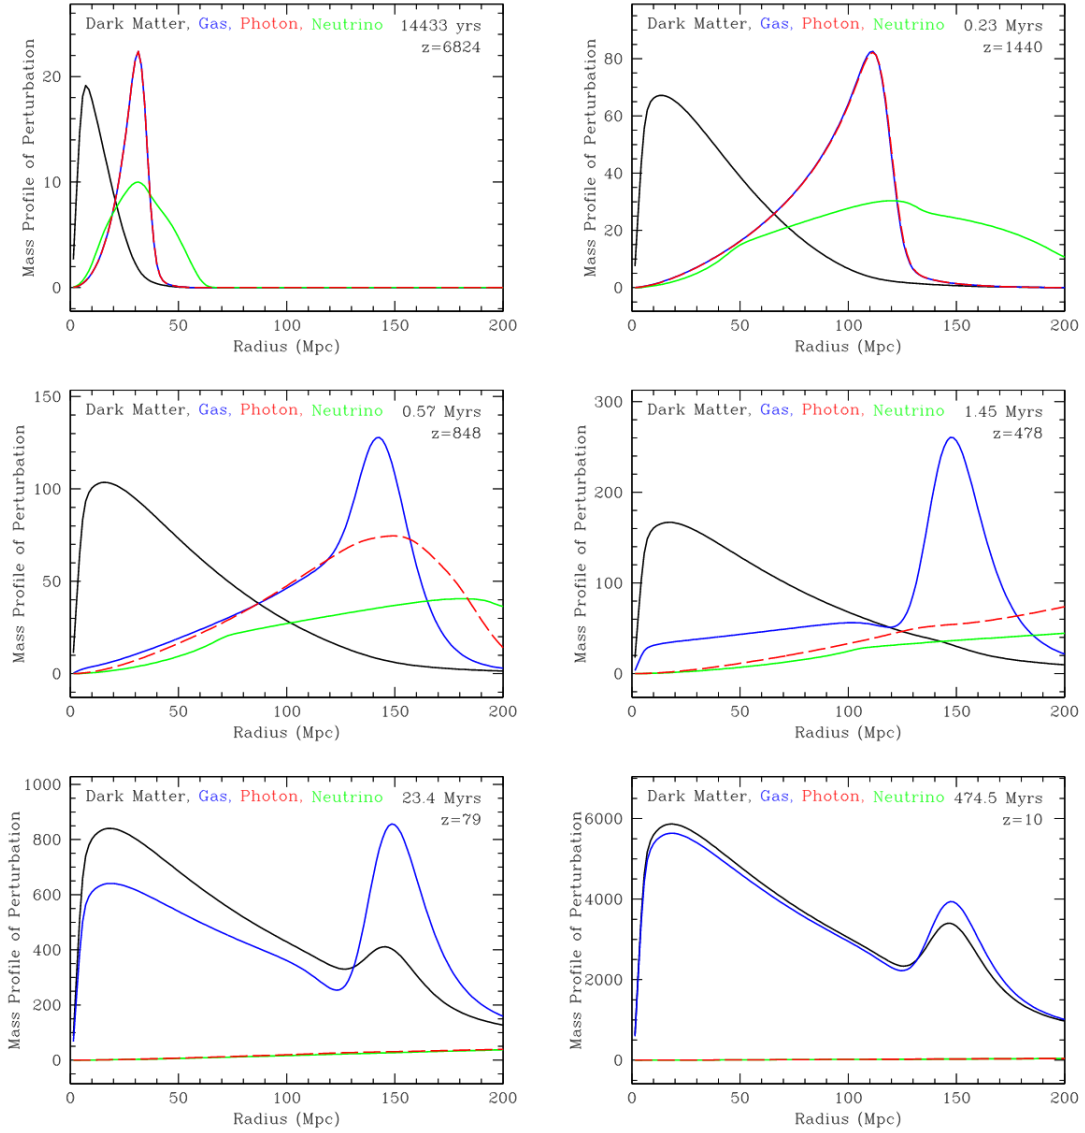 Dark Matter, Gas, Photon, Neutrino 14433 yrs
z=6824
Mass Profile of Perturbation
20
10
0
0 50 100 150 200
Radius (Mpc)
Dark Matter, Gas, Photon, Neutrino 0.23 Myrs
z=1440
Mass Profile of Perturbation
80
60
40
20
0
0 50 100 150 200
Radius (Mpc)
Dark Matter, Gas, Photon, Neutrino 0.57 Myrs
z=848
Mass Profile of Perturbation
150
100
50
0
0 50 100 150 200
Radius (Mpc)
Dark Matter, Gas, Photon, Neutrino 1.45 Myrs
z=478
Mass Profile of Perturbation
300
200
100
0
0 50 100 150 200
Radius (Mpc)
Dark Matter, Gas, Photon, Neutrino 23.4 Myrs
z=79
Mass Profile of Perturbation
1000
800
600
400
200
0
0 50 100 150 200
Radius (Mpc)
Dark Matter, Gas, Photon, Neutrino 474.5 Myrs
z=10
Mass Profile of Perturbation
6000
4000
2000
0
0 50 100 150 200
Radius (Mpc)